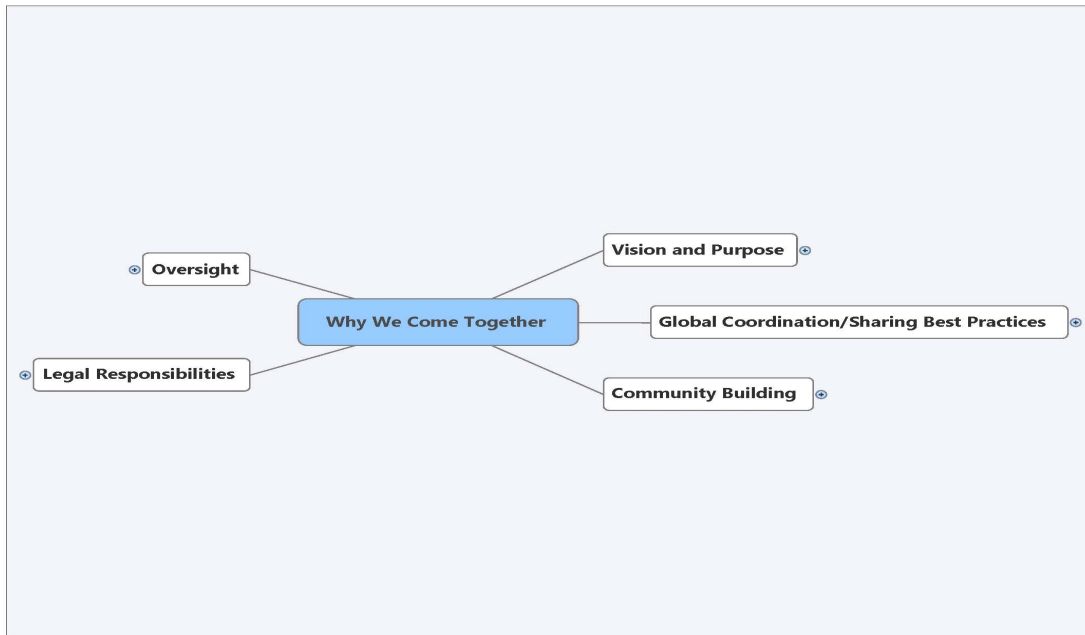 Vision and Purpose
Oversight
Why We Come Together
Global Coordination/Sharing Best Practices
Legal Responsibilities
Community Building